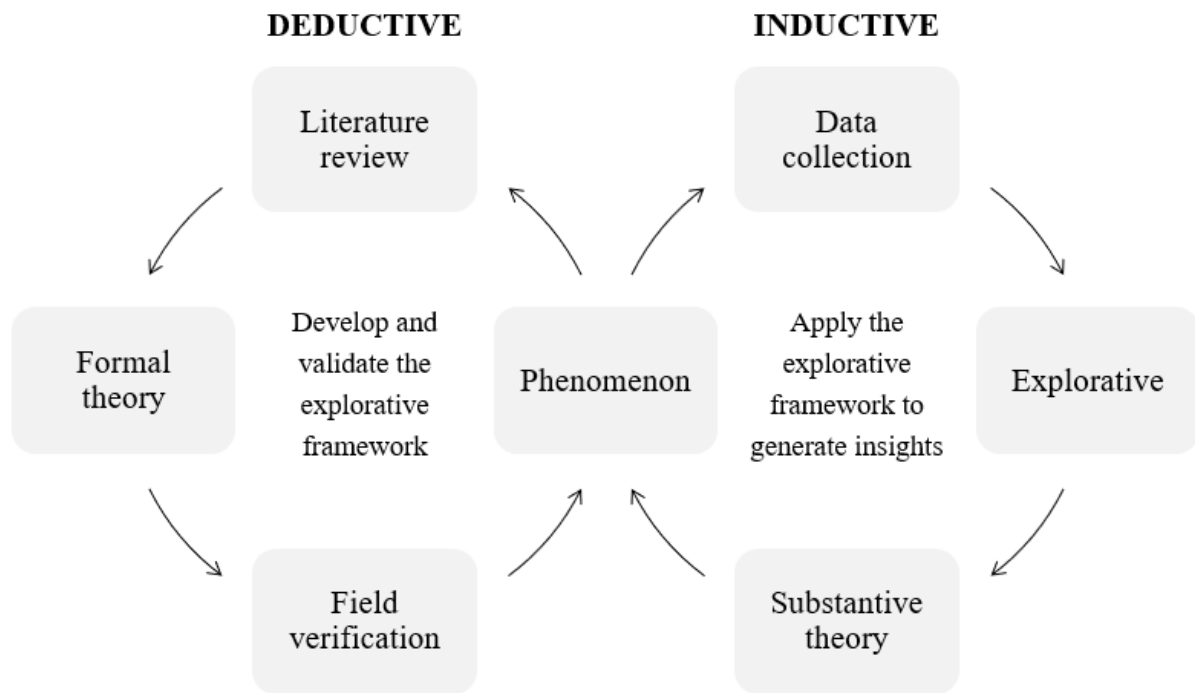 DEDUCTIVE
INDUCTIVE
Literature
review
Data
collection
Formal
theory
Develop and
validate the
explorative
framework
Phenomenon
Apply the
explorative
framework to
generate insights
Explorative
Field
verification
Substantive
theory